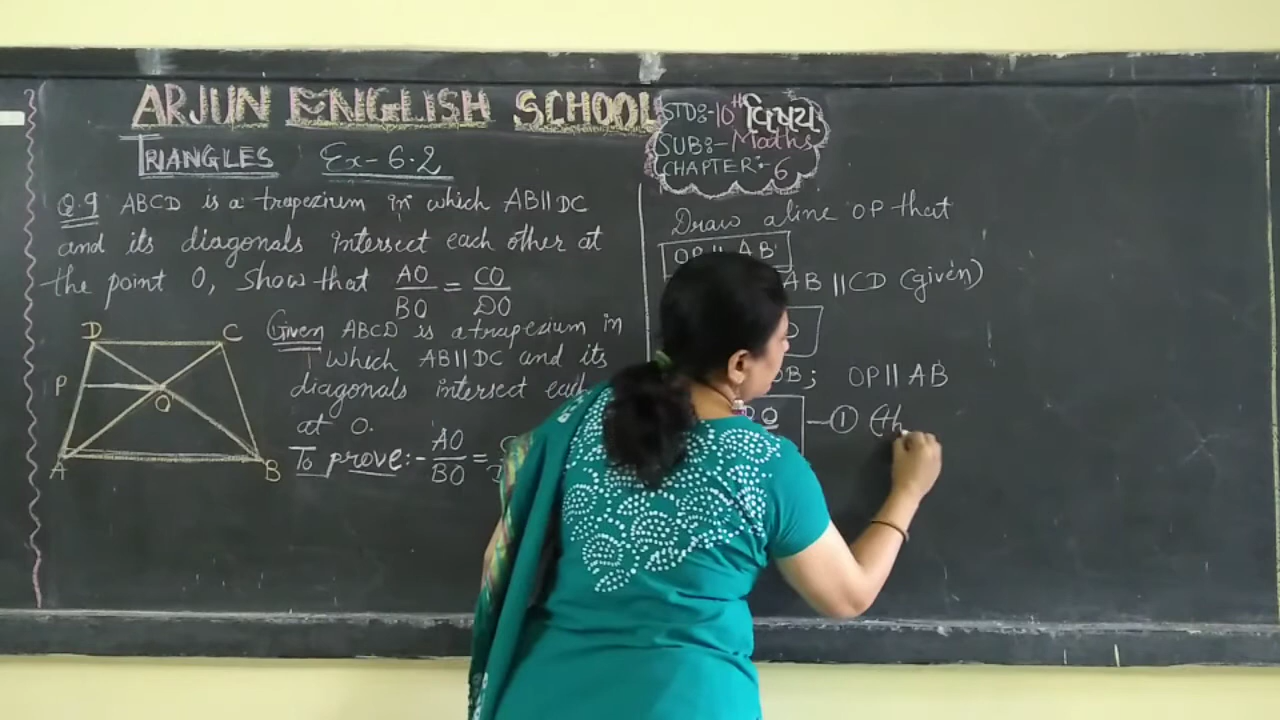 ARJUN ENGLISH SCHOOL
STD:-10th વિષય
SUB:-Maths
CHAPTER:-6
TRIANGLES Ex-6.2
Q.9 ABCD is a trapezium in which AB||DC
and its diagonals intersect each other at
the point O, Show that AO/BO = CO/DO
D C
P
O
A B
Given ABCD is a trapezium in
which AB||DC and its
diagonals intersect each
at O.
To prove:- AO/BO =
Draw a line OP that
OP || AB
AB ||CD (given)
OP|| AB
—① (th